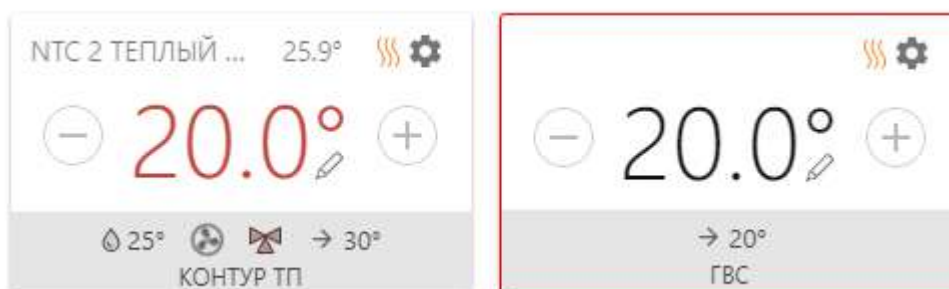 NTC 2 ТЕПЛЫЙ ... 25.9°
20.0°
25° → 30°
КОНТУР ТП
20.0°
→ 20°
ГВС